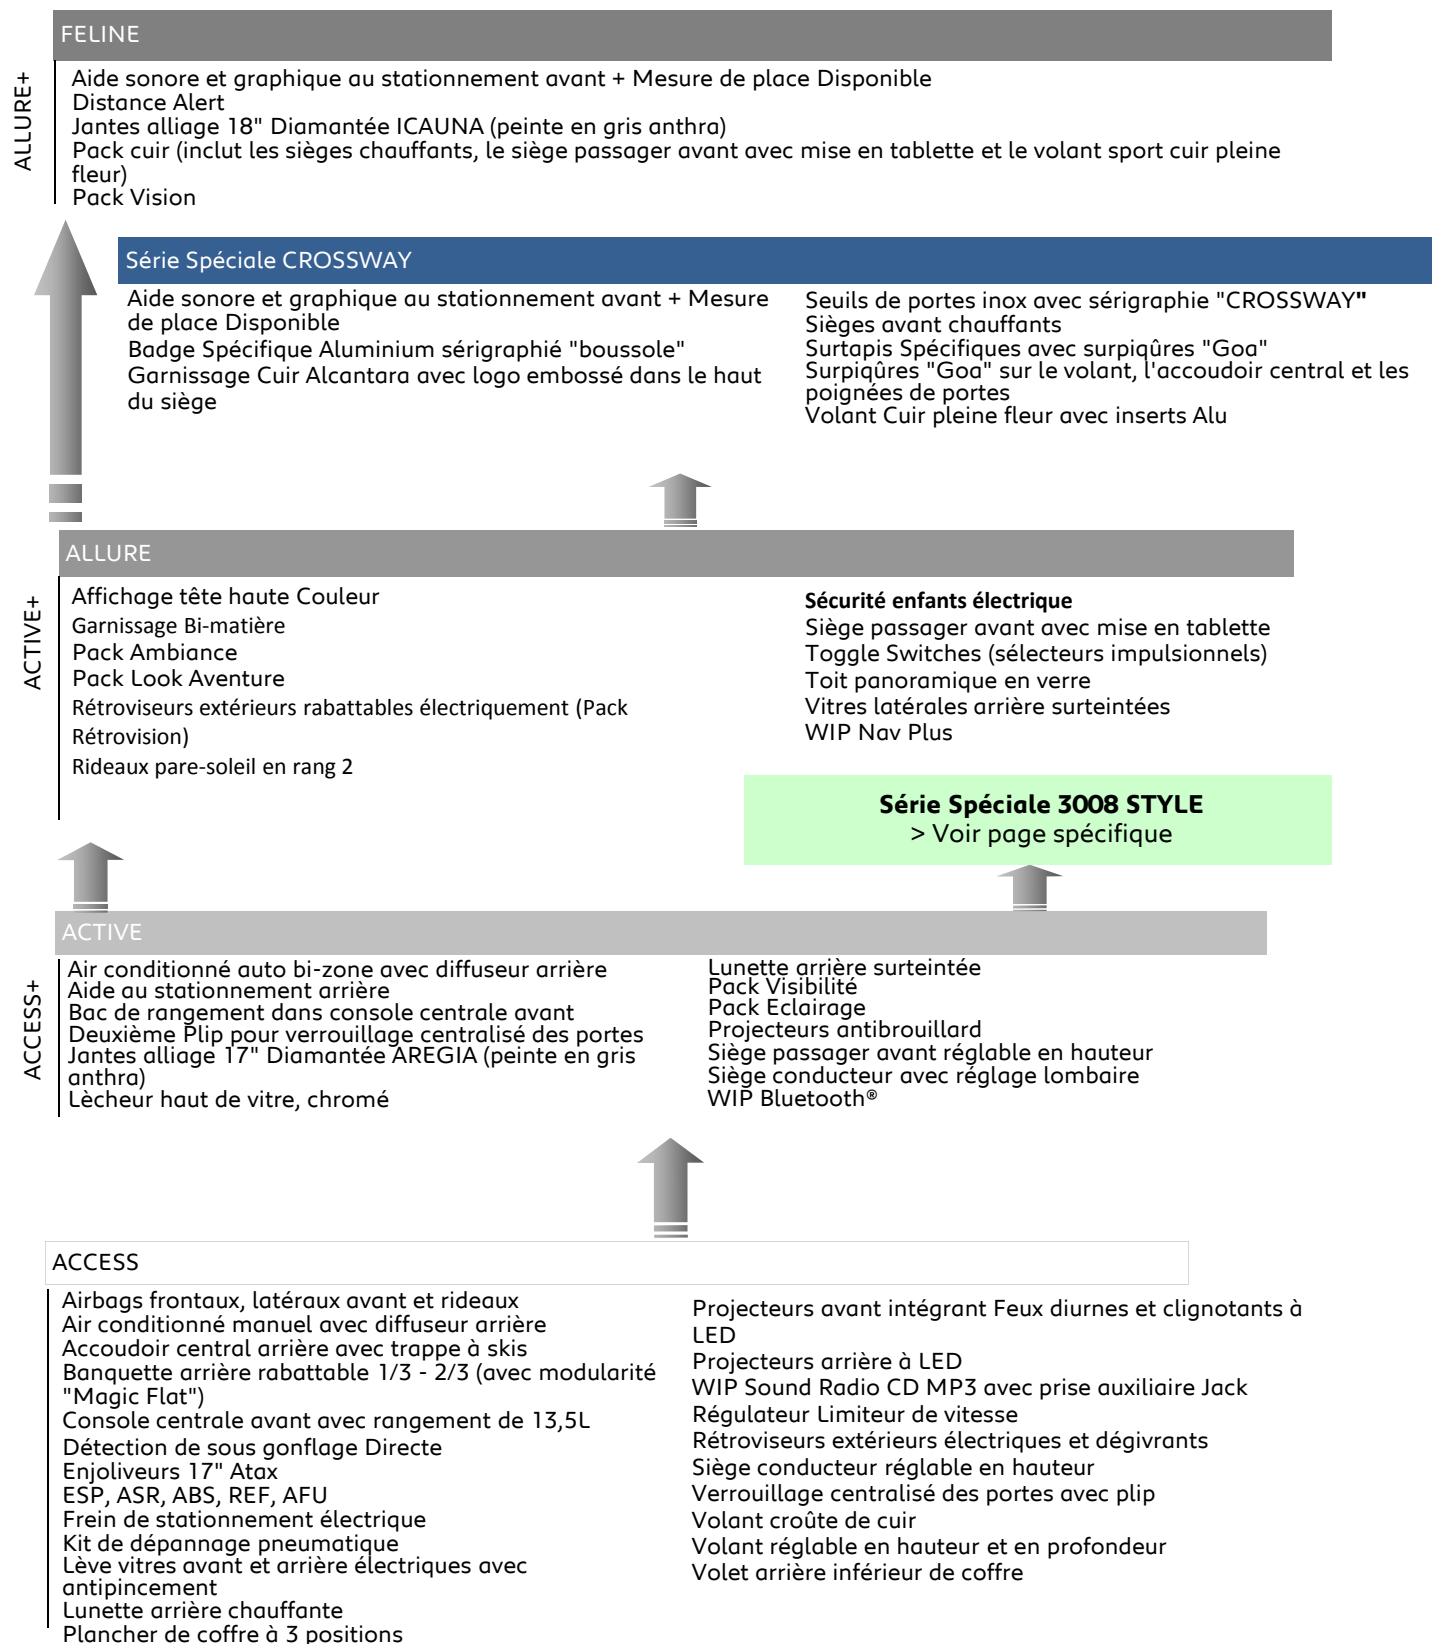 FELINE
ALLURE+
Aide sonore et graphique au stationnement avant + Mesure de place Disponible
Distance Alert
Jantes alliage 18" Diamantée ICAUNA (peinte en gris anthra)
Pack cuir (inclut les sièges chauffants, le siège passager avant avec mise en tablette et le volant sport cuir pleine
fleur)
Pack Vision
Série Spéciale CROSSWAY
Aide sonore et graphique au stationnement avant + Mesure
de place Disponible
Badge Spécifique Aluminium sérigraphié "boussole"
Garnissage Cuir Alcantara avec logo embossé dans le haut
du siège
Seuils de portes inox avec sérigraphie "CROSSWAY"
Sièges avant chauffants
Surtapis Spécifiques avec surpiqûres "Goa"
Surpiqûres "Goa" sur le volant, l'accoudoir central et les
poignées de portes
Volant Cuir pleine fleur avec inserts Alu
ALLURE
ACTIVE+
Affichage tête haute Couleur
Garnissage Bi-matière
Pack Ambiance
Pack Look Aventure
Rétroviseurs extérieurs rabattables électriquement (Pack
Rétrovision)
Rideaux pare-soleil en rang 2
Sécurité enfants électrique
Siège passager avant avec mise en tablette
Toggle Switches (sélecteurs impulsionnels)
Toit panoramique en verre
Vitres latérales arrière surteintées
WIP Nav Plus
Série Spéciale 3008 STYLE
> Voir page spécifique
ACTIVE
ACCESS+
Air conditionné auto bi-zone avec diffuseur arrière
Aide au stationnement arrière
Bac de rangement dans console centrale avant
Deuxième Plip pour verrouillage centralisé des portes
Jantes alliage 17" Diamantée AREGIA (peinte en gris
anthra)
Lècheur haut de vitre, chromé
Lunette arrière surteintée
Pack Visibilité
Pack Eclairage
Projecteurs antibrouillard
Siège passager avant réglable en hauteur
Siège conducteur avec réglage lombaire
WIP Bluetooth®
ACCESS
Airbags frontaux, latéraux avant et rideaux
Air conditionné manuel avec diffuseur arrière
Accoudoir central arrière avec trappe à skis
Banquette arrière rabattable 1/3 - 2/3 (avec modularité
"Magic Flat")
Console centrale avant avec rangement de 13,5L
Détection de sous gonflage Directe
Enjoliveurs 17" Atax
ESP, ASR, ABS, REF, AFU
Frein de stationnement électrique
Kit de dépannage pneumatique
Lève vitres avant et arrière électriques avec
antipincement
Lunette arrière chauffante
Plancher de coffre à 3 positions
Projecteurs avant intégrant Feux diurnes et clignotants à
LED
Projecteurs arrière à LED
WIP Sound Radio CD MP3 avec prise auxiliaire Jack
Régulateur Limiteur de vitesse
Rétroviseurs extérieurs électriques et dégivrants
Siège conducteur réglable en hauteur
Verrouillage centralisé des portes avec plip
Volant croûte de cuir
Volant réglable en hauteur et en profondeur
Volet arrière inférieur de coffre